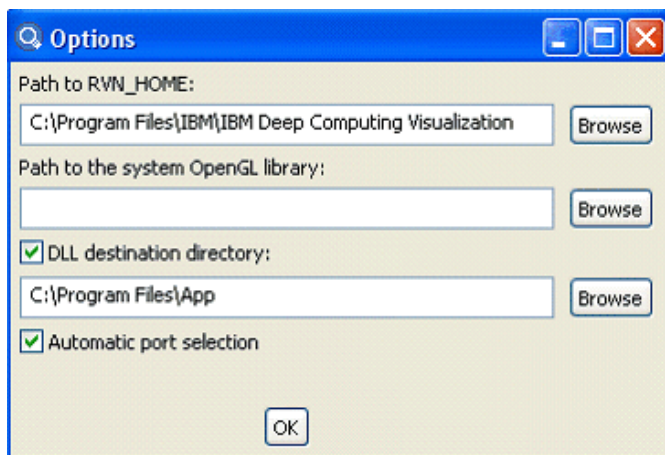 Options
Path to RVN_HOME:
C:\Program Files\IBM\IBM Deep Computing Visualization
Browse
Path to the system OpenGL library:
Browse
DLL destination directory:
C:\Program Files\App
Browse
Automatic port selection
OK